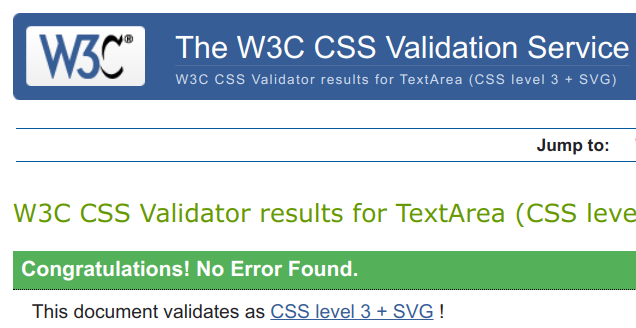 W3C®
The W3C CSS Validation Service
W3C CSS Validator results for TextArea (CSS level 3 + SVG)
Jump to:
W3C CSS Validator results for TextArea (CSS leve
Congratulations! No Error Found.
This document validates as CSS level 3 + SVG !